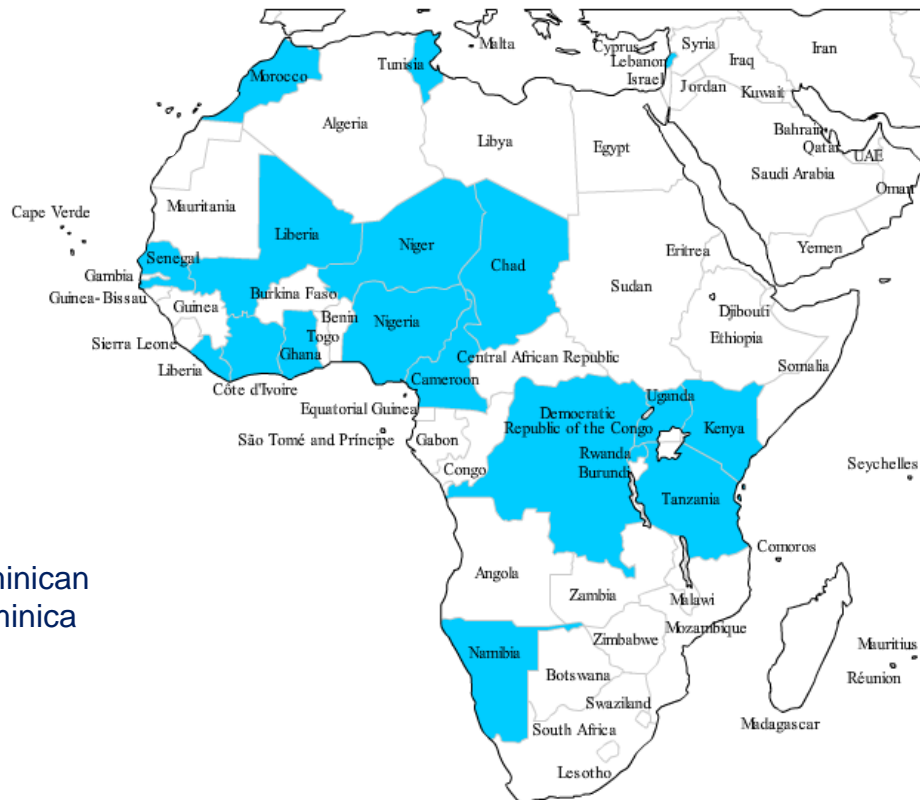 Malta
Cyprus
Syria
Iran
Tunisia
Lebanon
Iraq
Morocco
Israel
Jordan
Kuwait
Algeria
Libya
Egypt
Bahrain
Qatar
UAE
Saudi Arabia
Oman
Mauritania
Cape Verde
Liberia
Niger
Chad
Eritrea
Yemen
Senegal
Gambia
Sudan
Guinea-Bissau
Guinea
Burkina Faso
Benin
Nigeria
Djibouti
Ethiopia
Togo
Sierra Leone
Ghana
Central African Republic
Somalia
Liberia
Cameroon
Côte d'Ivoire
Uganda
Equatorial Guinea
Democratic
Republic of the Congo
Kenya
São Tomé and Príncipe
Gabon
Rwanda
Congo
Burundi
Seychelles
Tanzania
Comoros
minican
Angola
minica
Zambia
Malawi
Mozambique
Namibia
Zimbabwe
Mauritius
Botswana
Réunion
Swaziland
Madagascar
South Africa
Lesotho